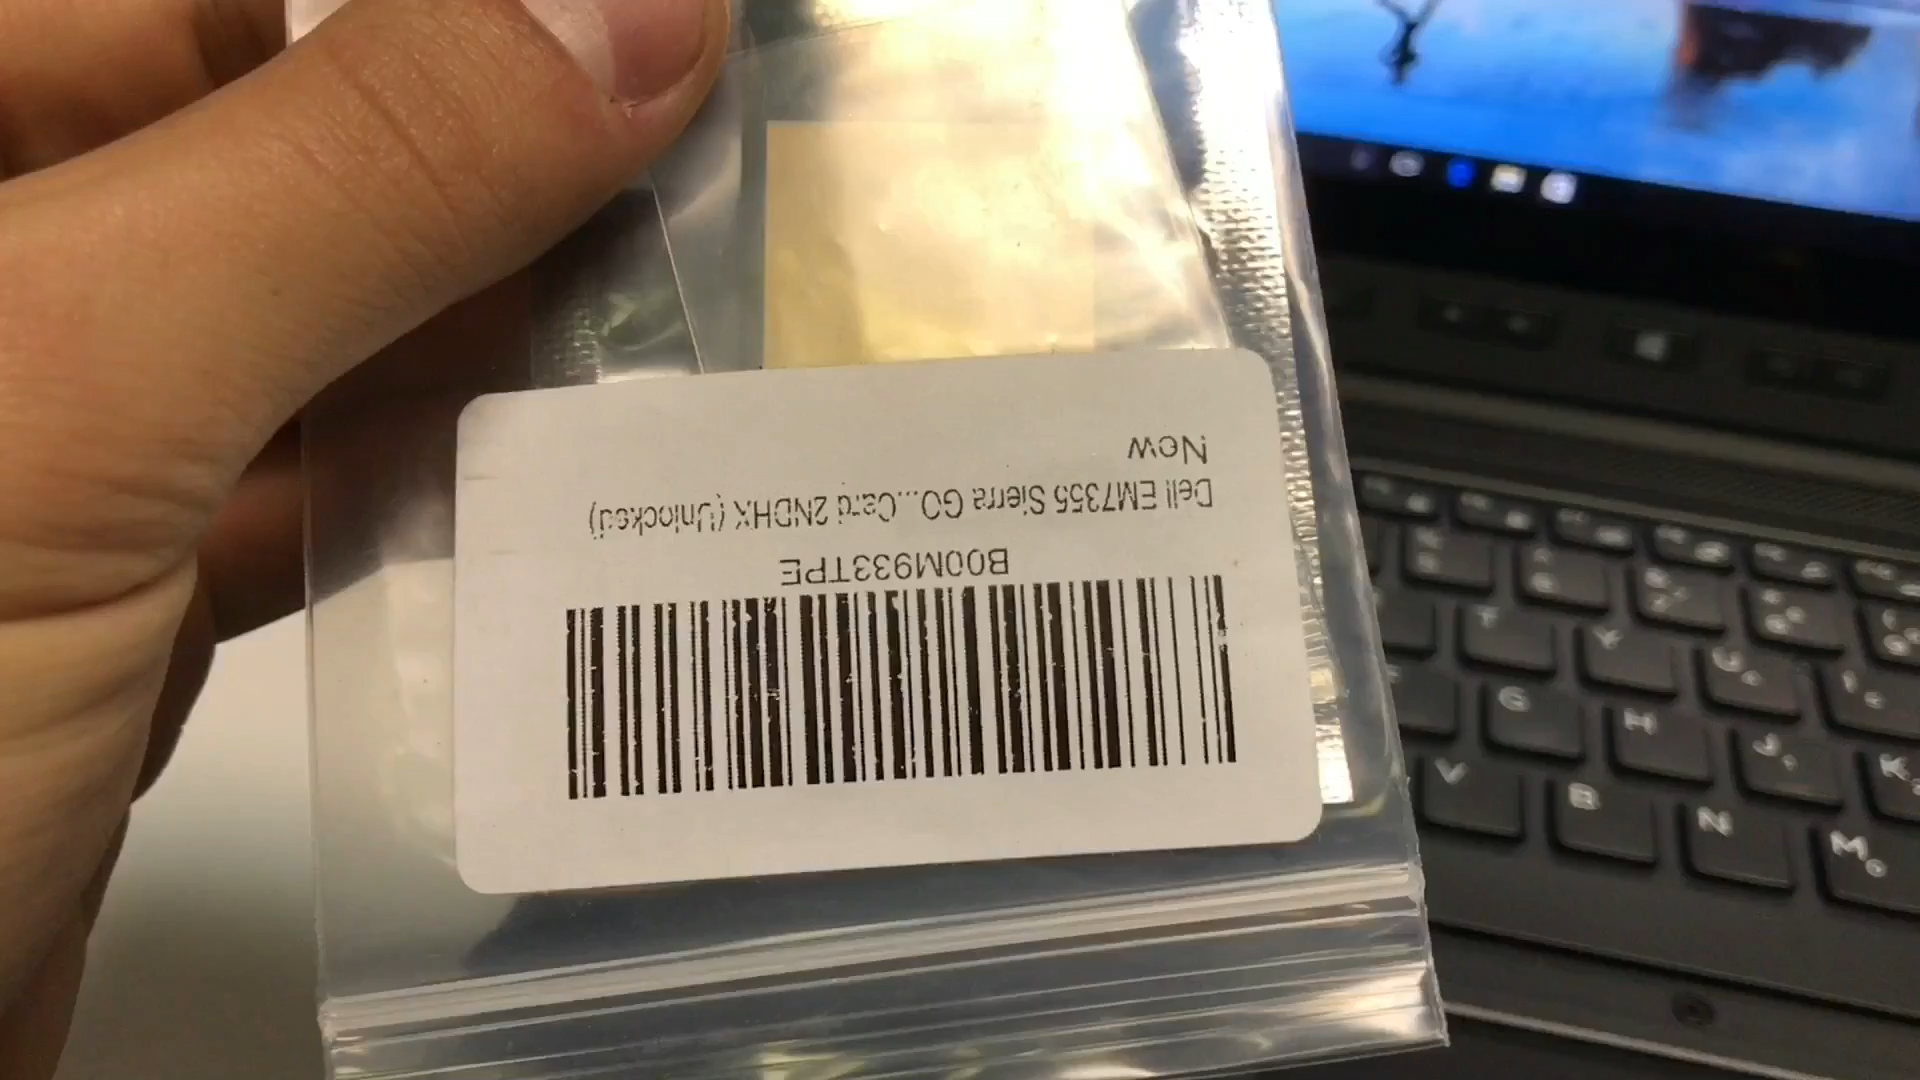 B00M933TPE
Dell EM7355 Sierra GO...Card 2NDHX (Unlocked)
New
T
Y
U
G
H
J
K
V
B
N
M